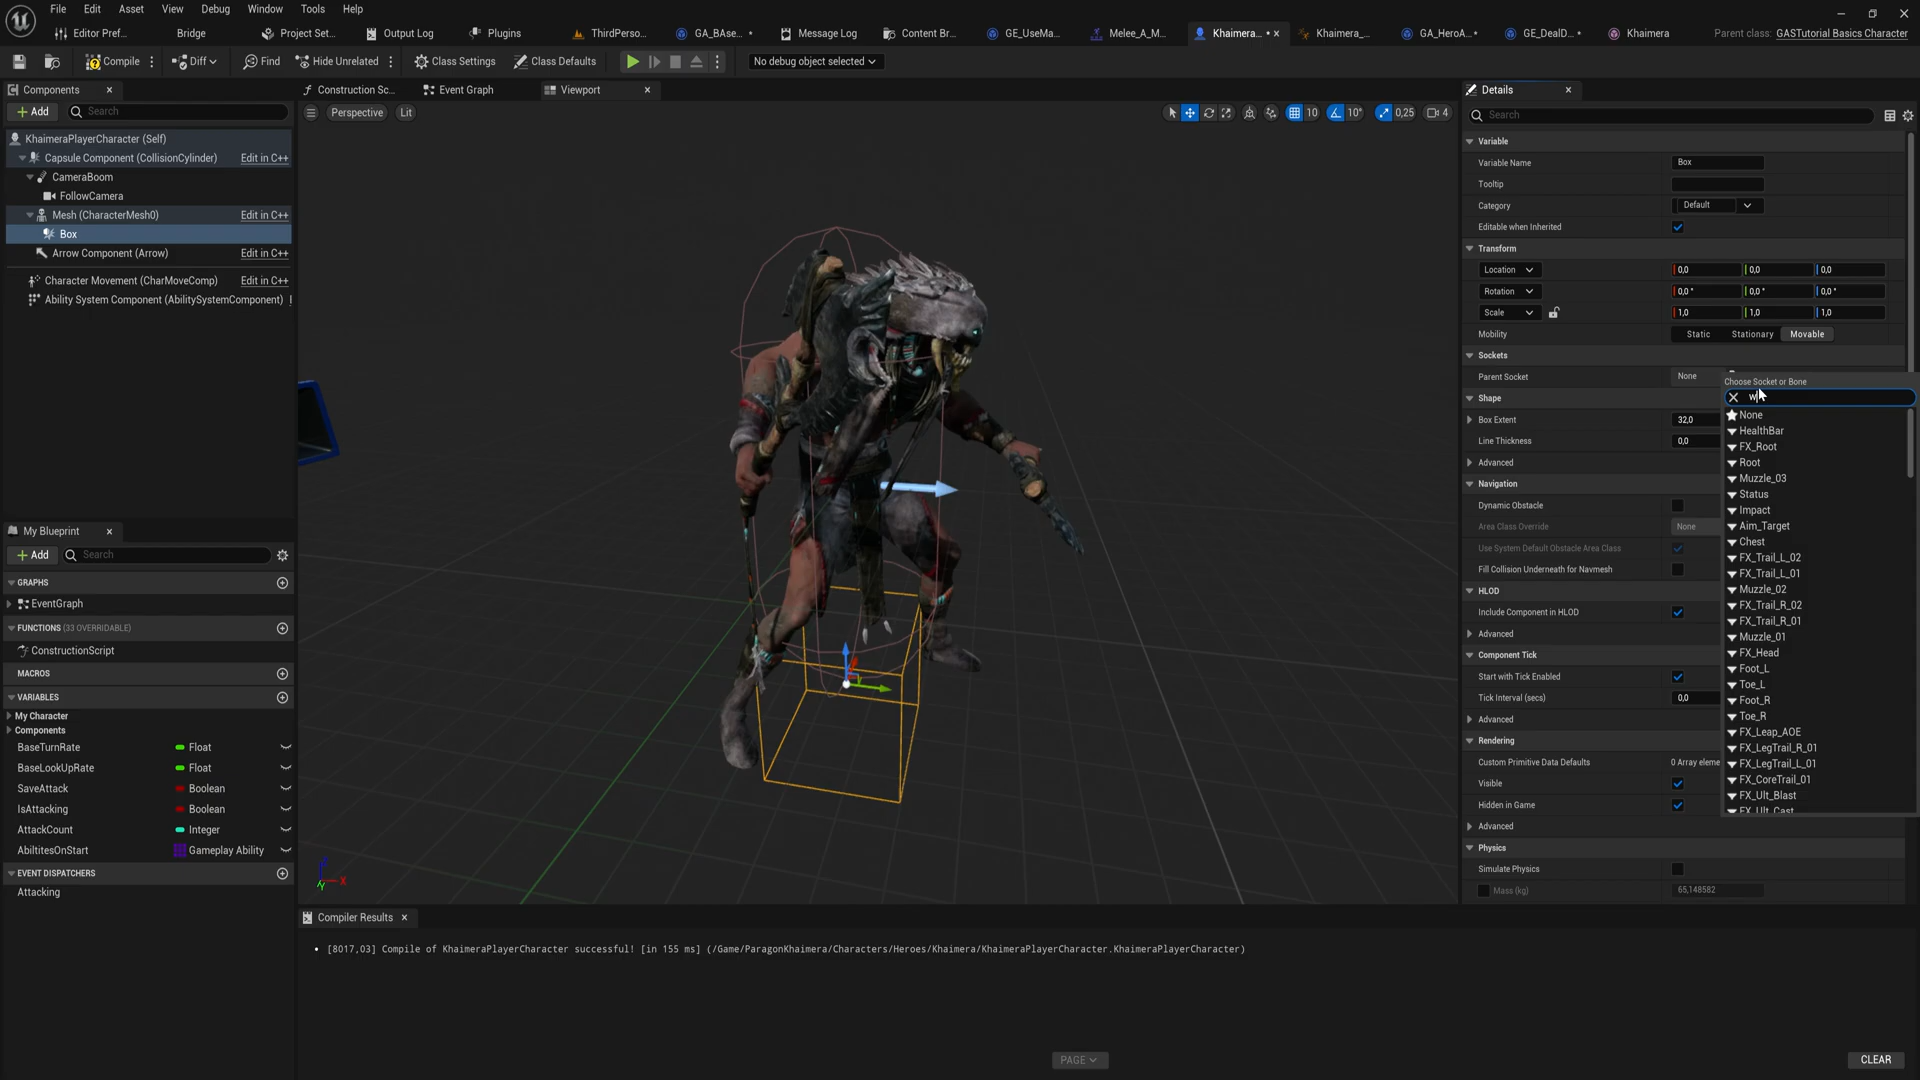 File Edit Asset View Debug Window Tools Help
Editor Pref... Bridge Project Set... Output Log Plugins ThirdPerso... GA_BAse... • Message Log Content Br... GE_UseMa... Melee_A_M... Khaimera... • × Khaimera_... GA_HeroA...• GE_DealD... • Khaimera Parent class: GASTutorial Basics Character
Compile Diff Find Hide Unrelated Class Settings Class Defaults No debug object selected
Components × Construction Sc... Event Graph Viewport × Details ×
+ Add Search
Perspective Lit 10 10° 0,25 4
Search
KhaimeraPlayerCharacter (Self)
Capsule Component (CollisionCylinder) Edit in C++
CameraBoom
FollowCamera
Mesh (CharacterMesh0) Edit in C++
Box
Arrow Component (Arrow) Edit in C++
Character Movement (CharMoveComp) Edit in C++
Ability System Component (AbilitySystemComponent)
My Blueprint ×
+ Add Search
GRAPHS
EventGraph
FUNCTIONS (33 OVERRIDABLE)
ConstructionScript
MACROS
VARIABLES
My Character
Components
BaseTurnRate Float
BaseLookUpRate Float
SaveAttack Boolean
IsAttacking Boolean
AttackCount Integer
AbiltitesOnStart Gameplay Ability
EVENT DISPATCHERS
Attacking
Z X Y
Variable
Variable Name Box
Tooltip
Category Default
Editable when Inherited
Transform
Location 0,0 0,0 0,0
Rotation 0,0 ° 0,0 ° 0,0 °
Scale 1,0 1,0 1,0
Mobility Static Stationary Movable
Sockets
Parent Socket None
Shape
Box Extent 32,0
Line Thickness 0,0
Advanced
Navigation
Dynamic Obstacle
Area Class Override None
Use System Default Obstacle Area Class
Fill Collision Underneath for Navmesh
HLOD
Include Component in HLOD
Advanced
Component Tick
Start with Tick Enabled
Tick Interval (secs) 0,0
Advanced
Rendering
Custom Primitive Data Defaults 0 Array eleme
Visible
Hidden in Game
Advanced
Physics
Simulate Physics
Mass (kg) 65,148582
Choose Socket or Bone
w
None
HealthBar
FX_Root
Root
Muzzle_03
Status
Impact
Aim_Target
Chest
FX_Trail_L_02
FX_Trail_L_01
Muzzle_02
FX_Trail_R_02
FX_Trail_R_01
Muzzle_01
FX_Head
Foot_L
Toe_L
Foot_R
Toe_R
FX_Leap_AOE
FX_LegTrail_R_01
FX_LegTrail_L_01
FX_CoreTrail_01
FX_Ult_Blast
FX_Ult_Cast
Compiler Results ×
• [8017,03] Compile of KhaimeraPlayerCharacter successful! [in 155 ms] (/Game/ParagonKhaimera/Characters/Heroes/Khaimera/KhaimeraPlayerCharacter.KhaimeraPlayerCharacter)
PAGE CLEAR